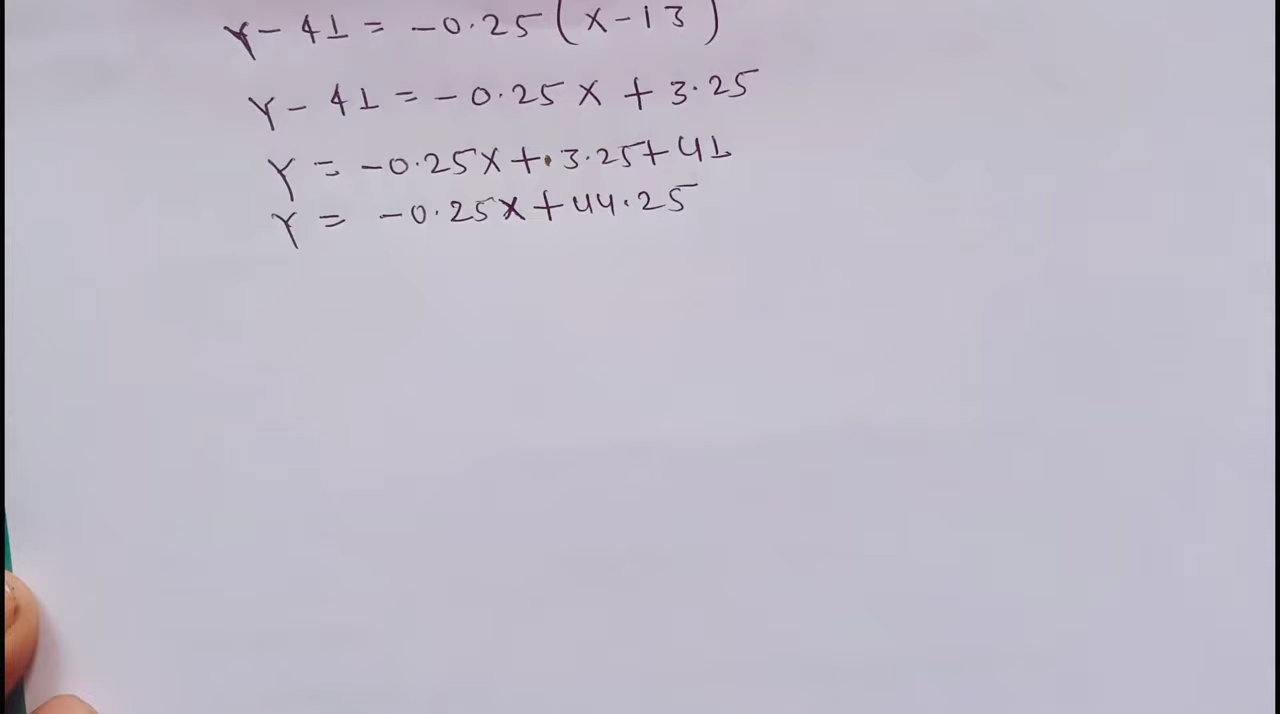 Y - 41 = -0.25 (X - 13)
Y - 41 = -0.25 X + 3.25
Y = -0.25X + 3.25 + 41
Y = -0.25X + 44.25